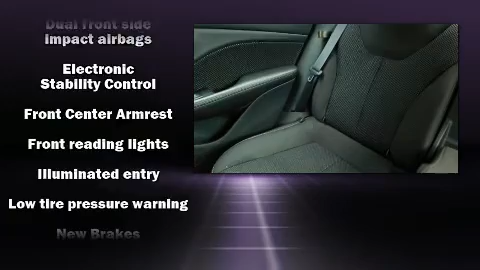 Dual front side
impact airbags
Electronic
Stability Control
Front Center Armrest
Front reading lights
Illuminated entry
Low tire pressure warning
New Brakes